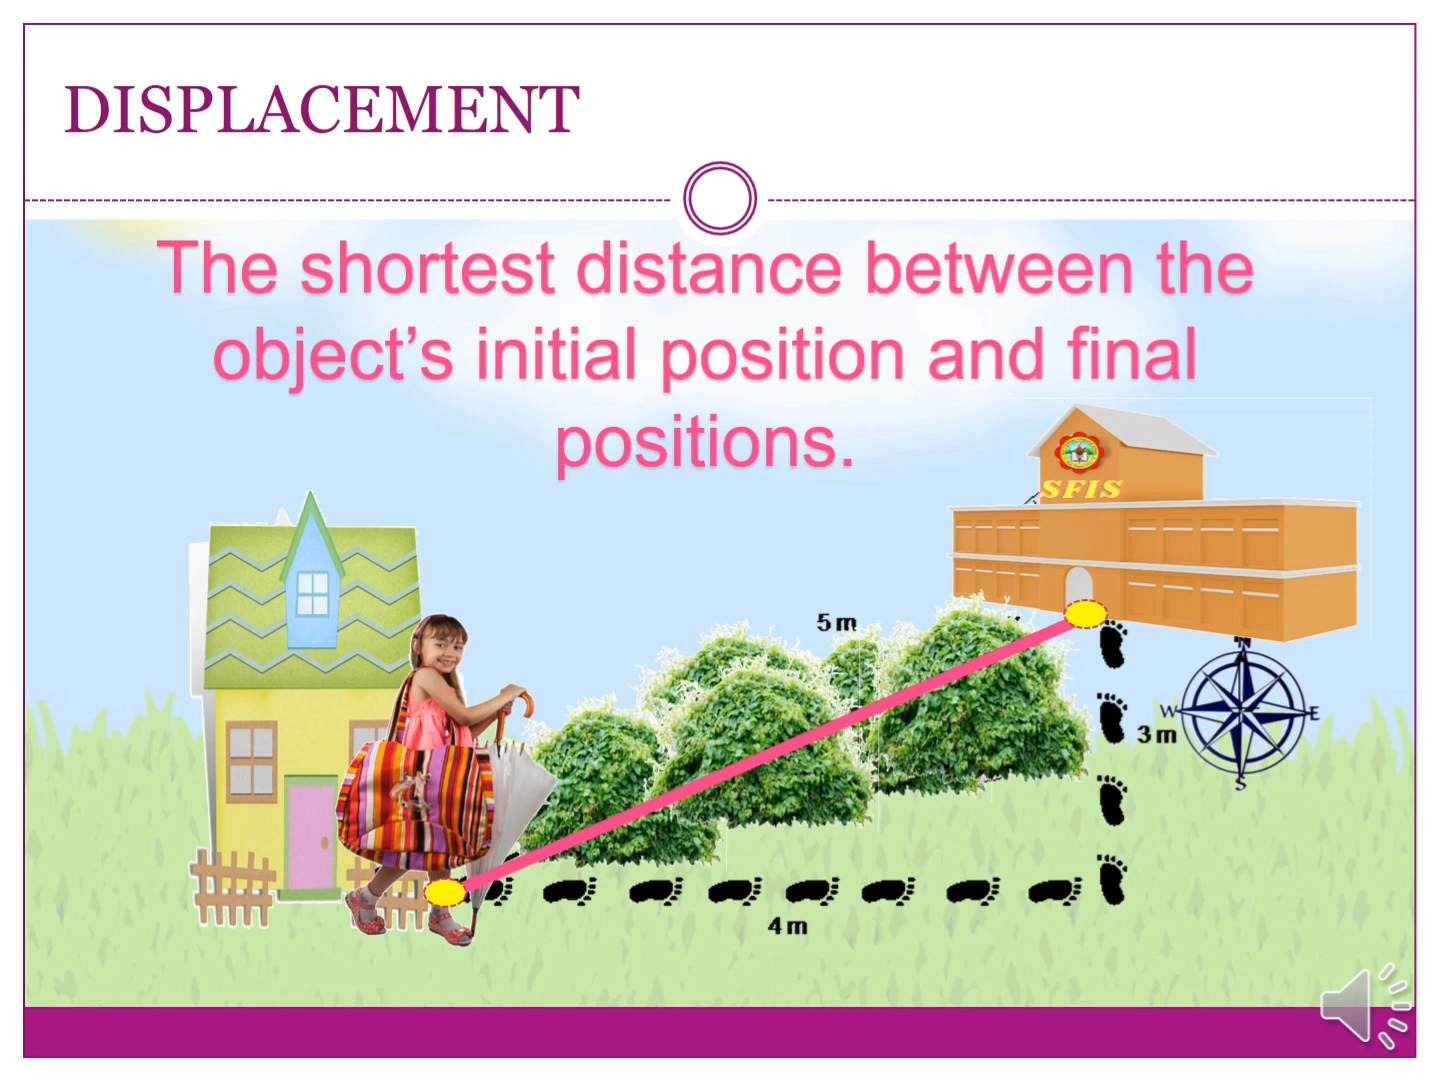 DISPLACEMENT
The shortest distance between the
object’s initial position and final
positions.
SFIS
5 m
N
W
E
3 m
S
4 m